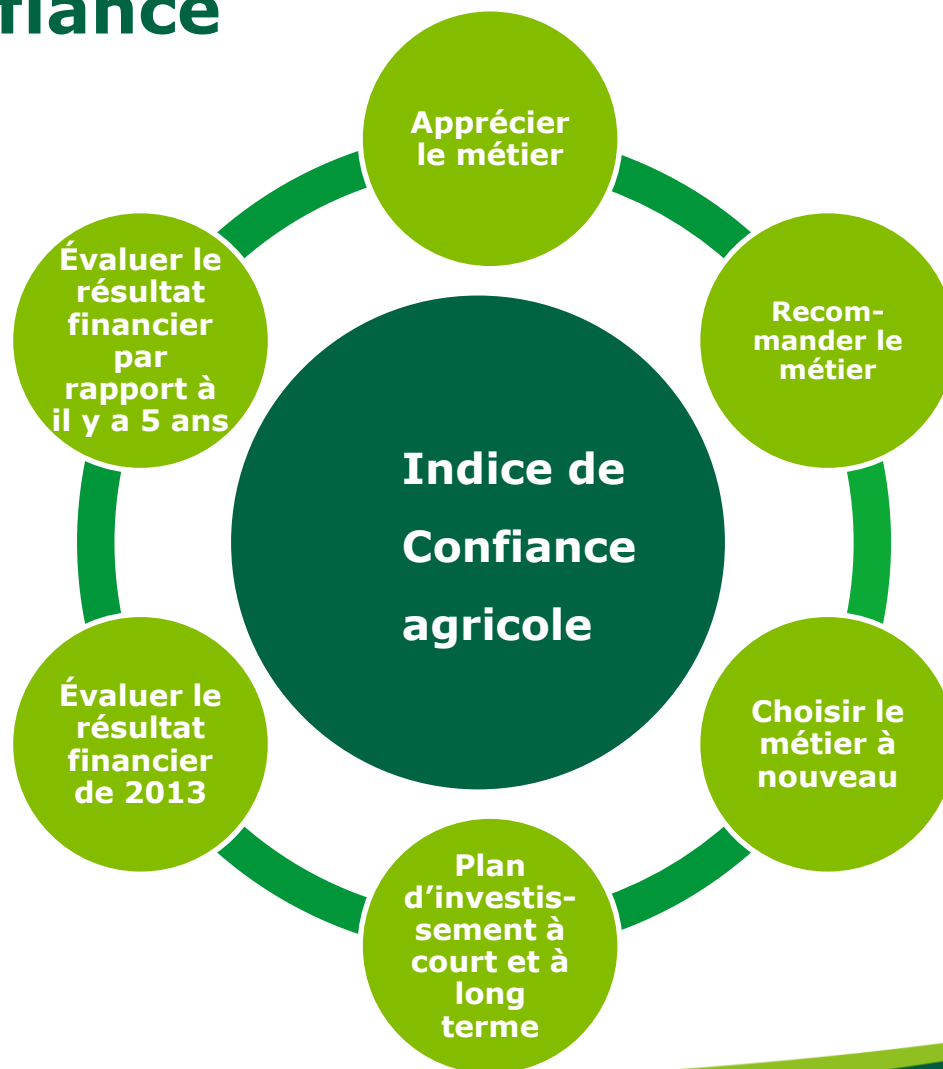 fiance
Apprécier
le métier
Recom-
mander le
métier
Choisir le
métier à
nouveau
Plan
d’investis-
sement à
court et à
long
terme
Évaluer le
résultat
financier
de 2013
Évaluer le
résultat
financier
par
rapport à
il y a 5 ans
Indice de
Confiance
agricole